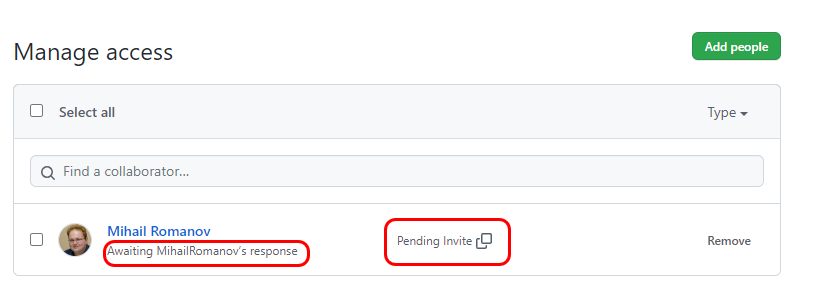 Manage access
Add people
Select all
Type
Find a collaborator...
Mihail Romanov
Awaiting MihailRomanov's response
Pending Invite
Remove